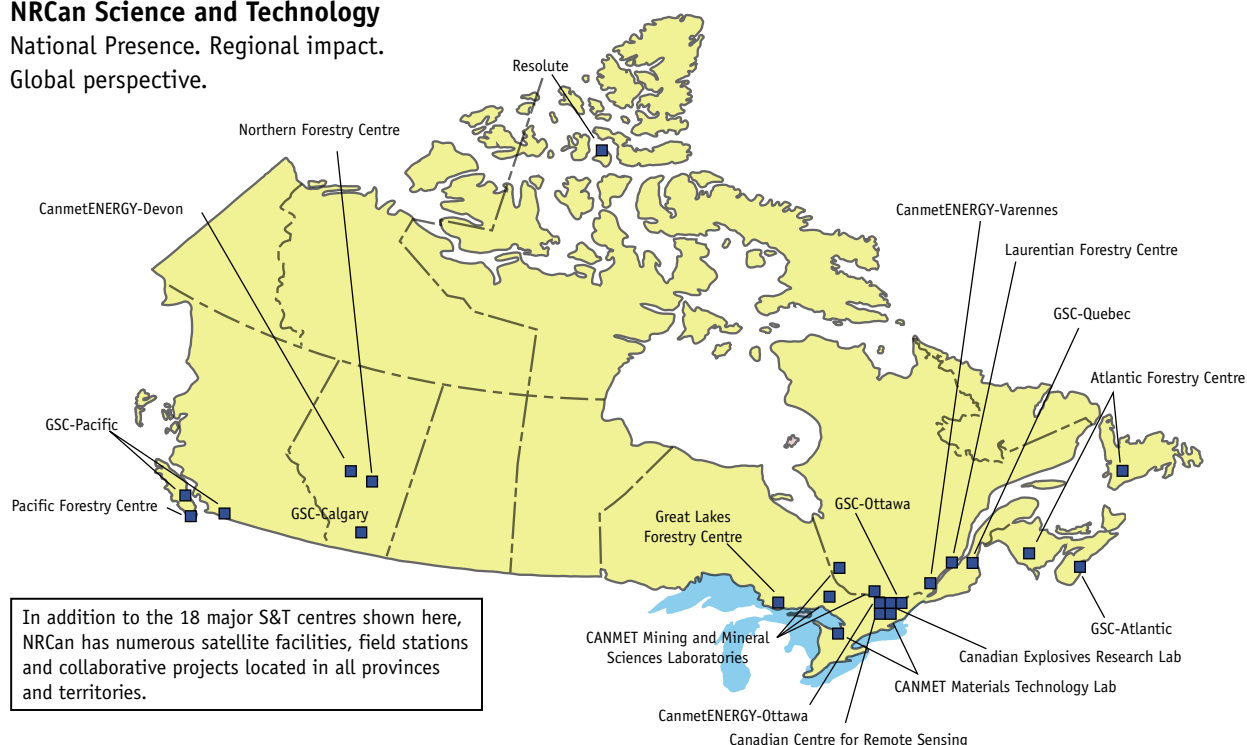 NRCan Science and Technology
National Presence. Regional impact.
Global perspective.
Resolute
Northern Forestry Centre
CanmetENERGY-Devon
CanmetENERGY-Varennes
Laurentian Forestry Centre
GSC-Quebec
Atlantic Forestry Centre
GSC-Pacific
Pacific Forestry Centre
GSC-Calgary
Great Lakes
Forestry Centre
GSC-Ottawa
In addition to the 18 major S&T centres shown here,
NRCan has numerous satellite facilities, field stations
and collaborative projects located in all provinces
and territories.
CANMET Mining and Mineral
Sciences Laboratories
GSC-Atlantic
Canadian Explosives Research Lab
CANMET Materials Technology Lab
CanmetENERGY-Ottawa
Canadian Centre for Remote Sensing